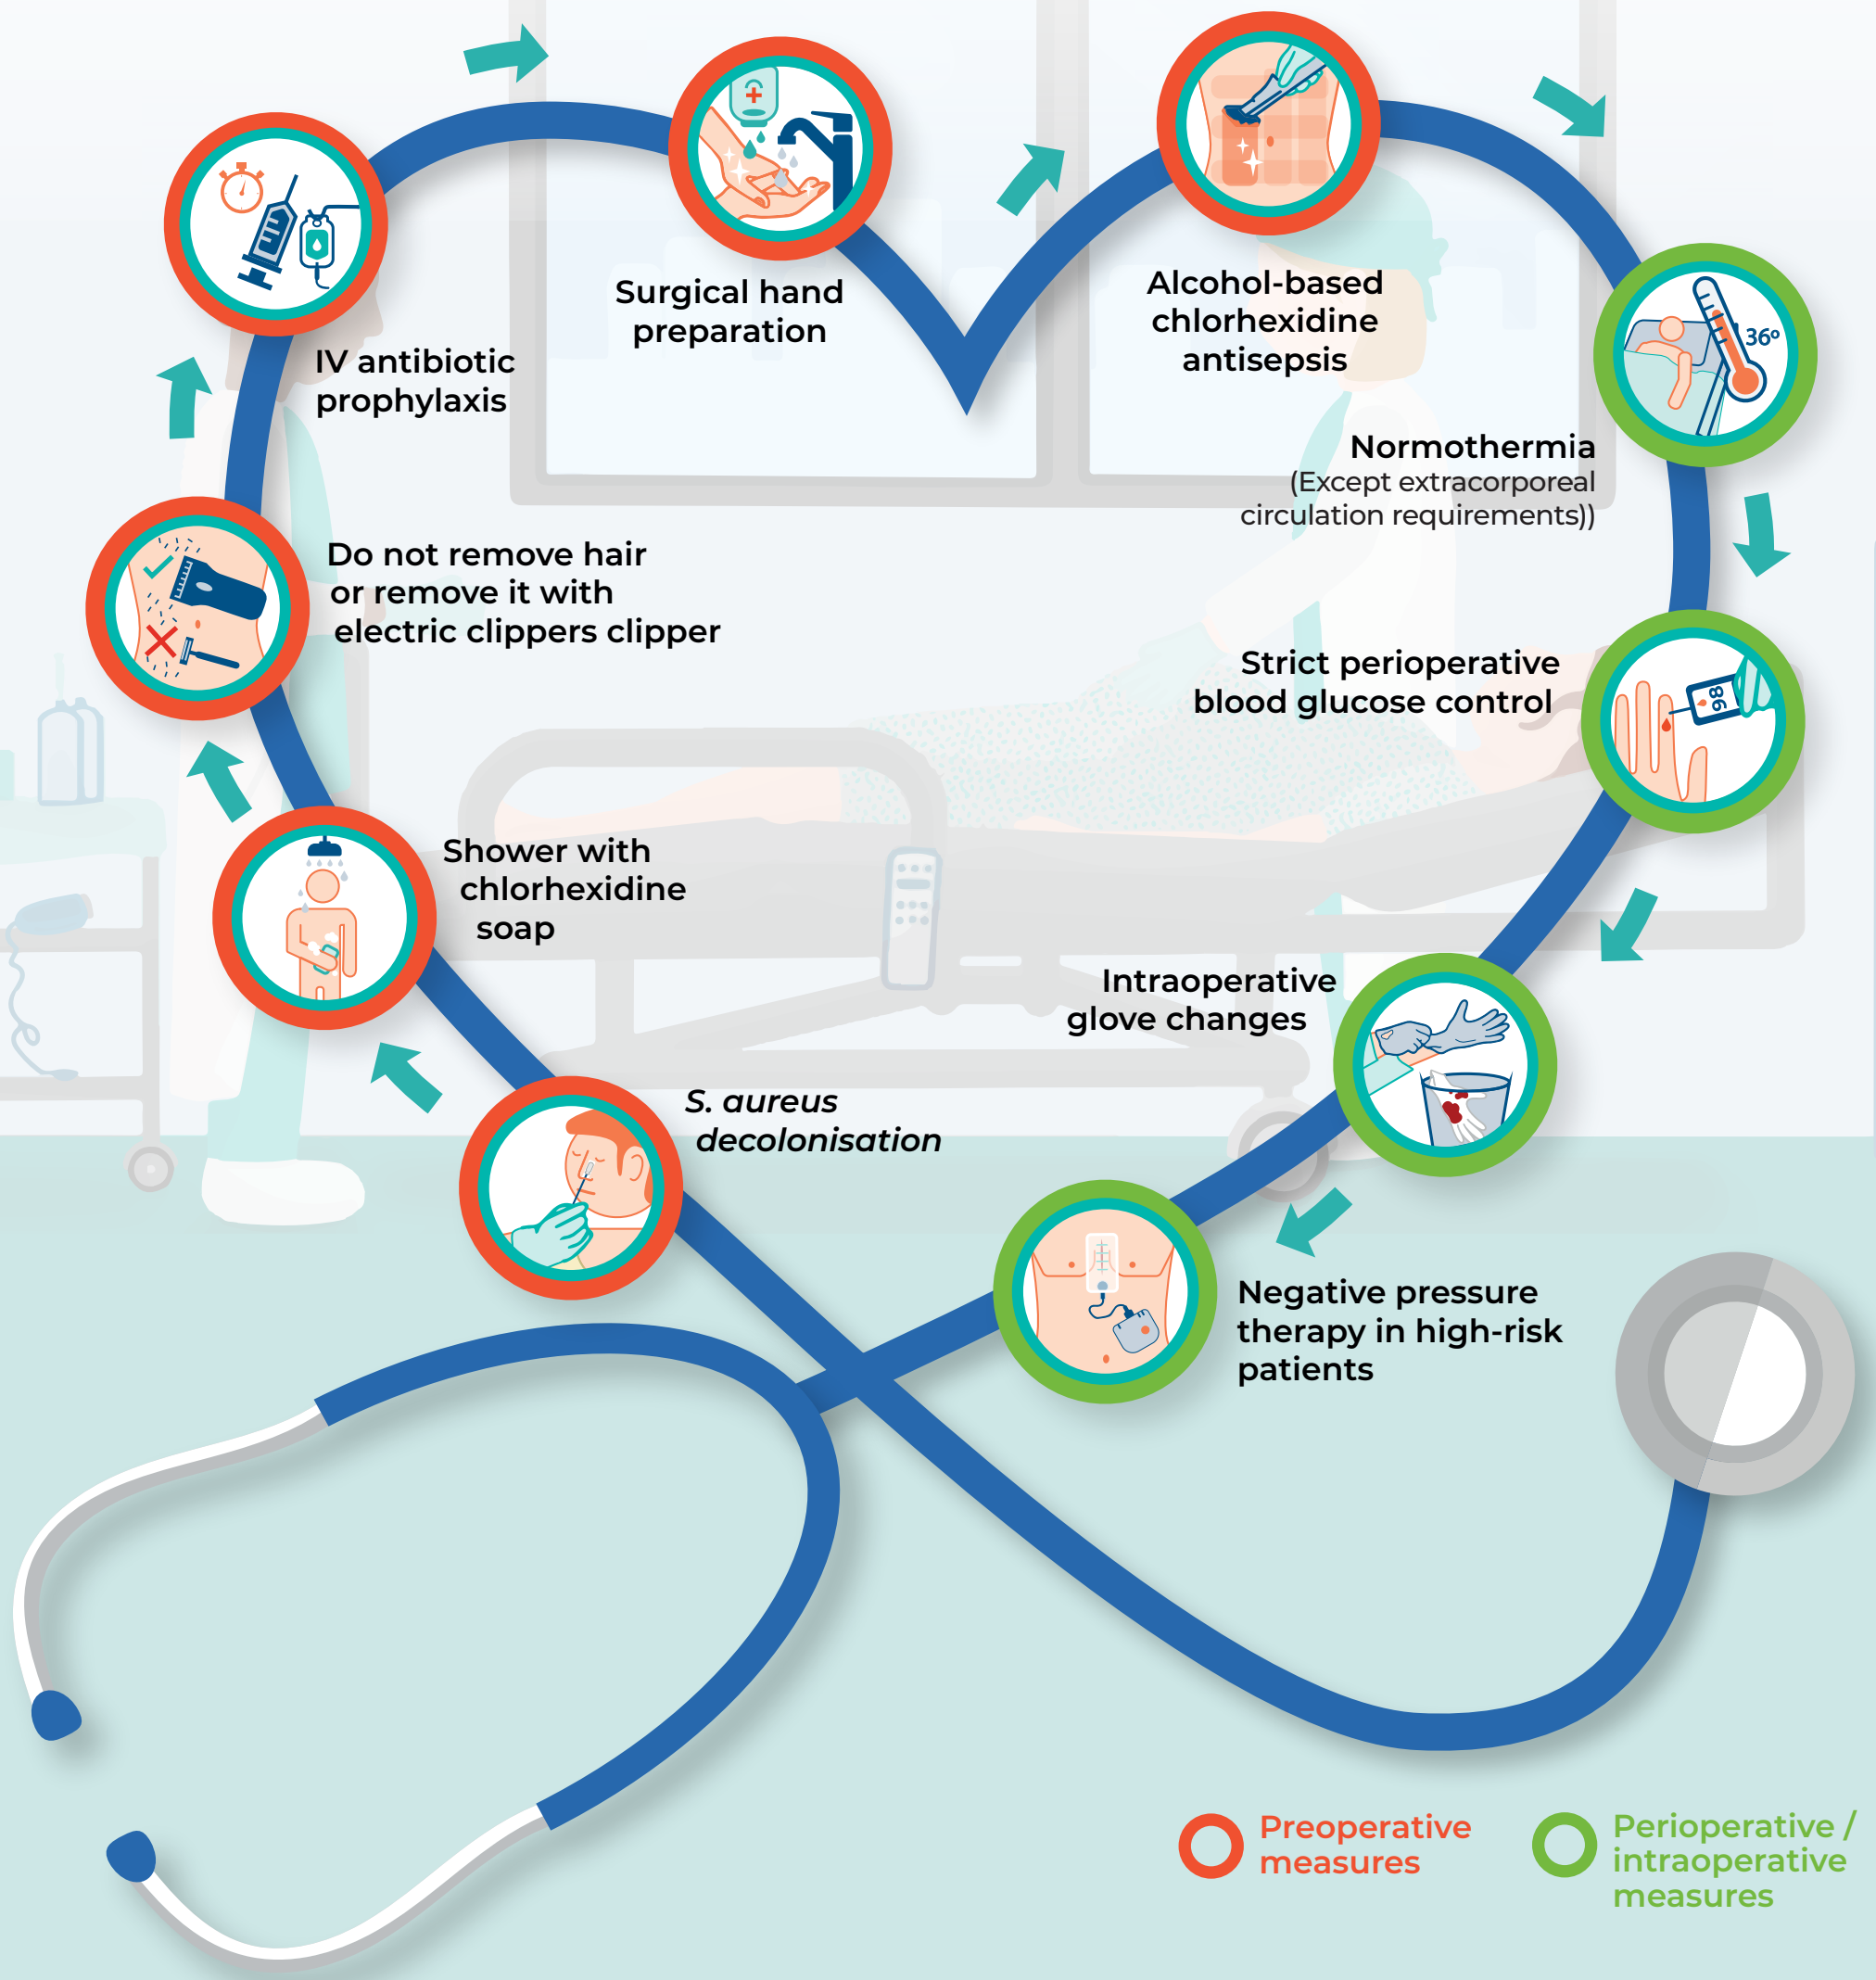 Surgical hand
preparation
Alcohol-based
chlorhexidine
antisepsis
IV antibiotic
prophylaxis
36º
Normothermia
(Except extracorporeal
circulation requirements))
Do not remove hair
or remove it with
electric clippers clipper
Strict perioperative
blood glucose control
98
Shower with
chlorhexidine
soap
Intraoperative
glove changes
S. aureus
decolonisation
Negative pressure
therapy in high-risk
patients
Preoperative
measures
Perioperative /
intraoperative
measures